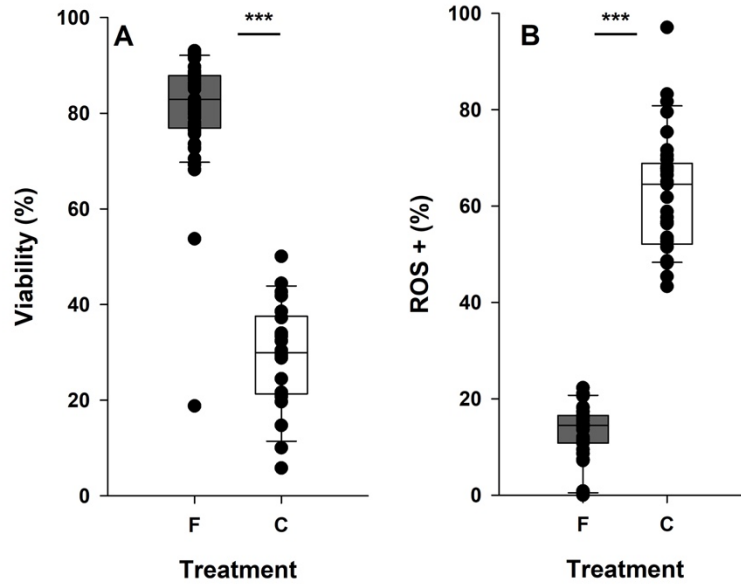 A
***
Viability (%)
100
80
60
40
20
0
F
C
Treatment
B
***
ROS + (%)
100
80
60
40
20
0
F
C
Treatment